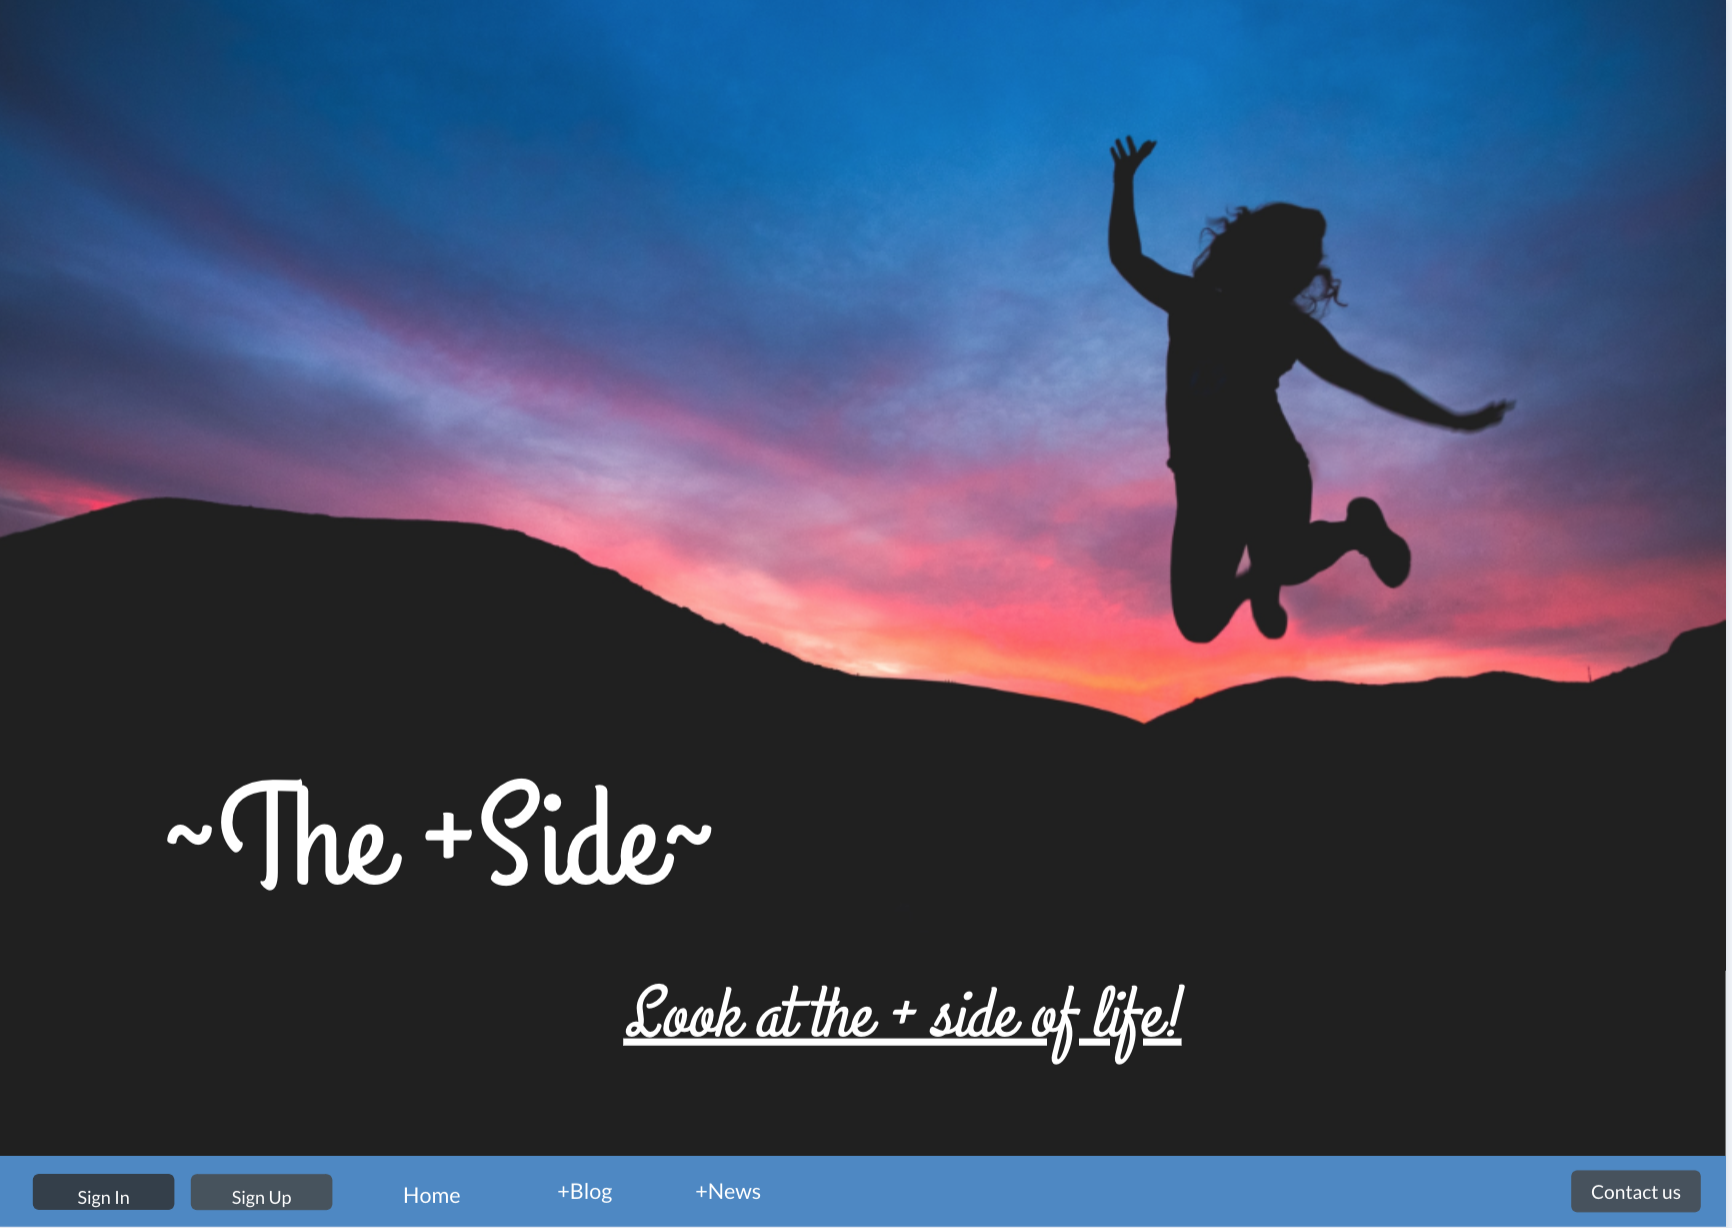 ~The +Side~
Look at the + side of life!
Sign In Sign Up Home +Blog +News Contact us